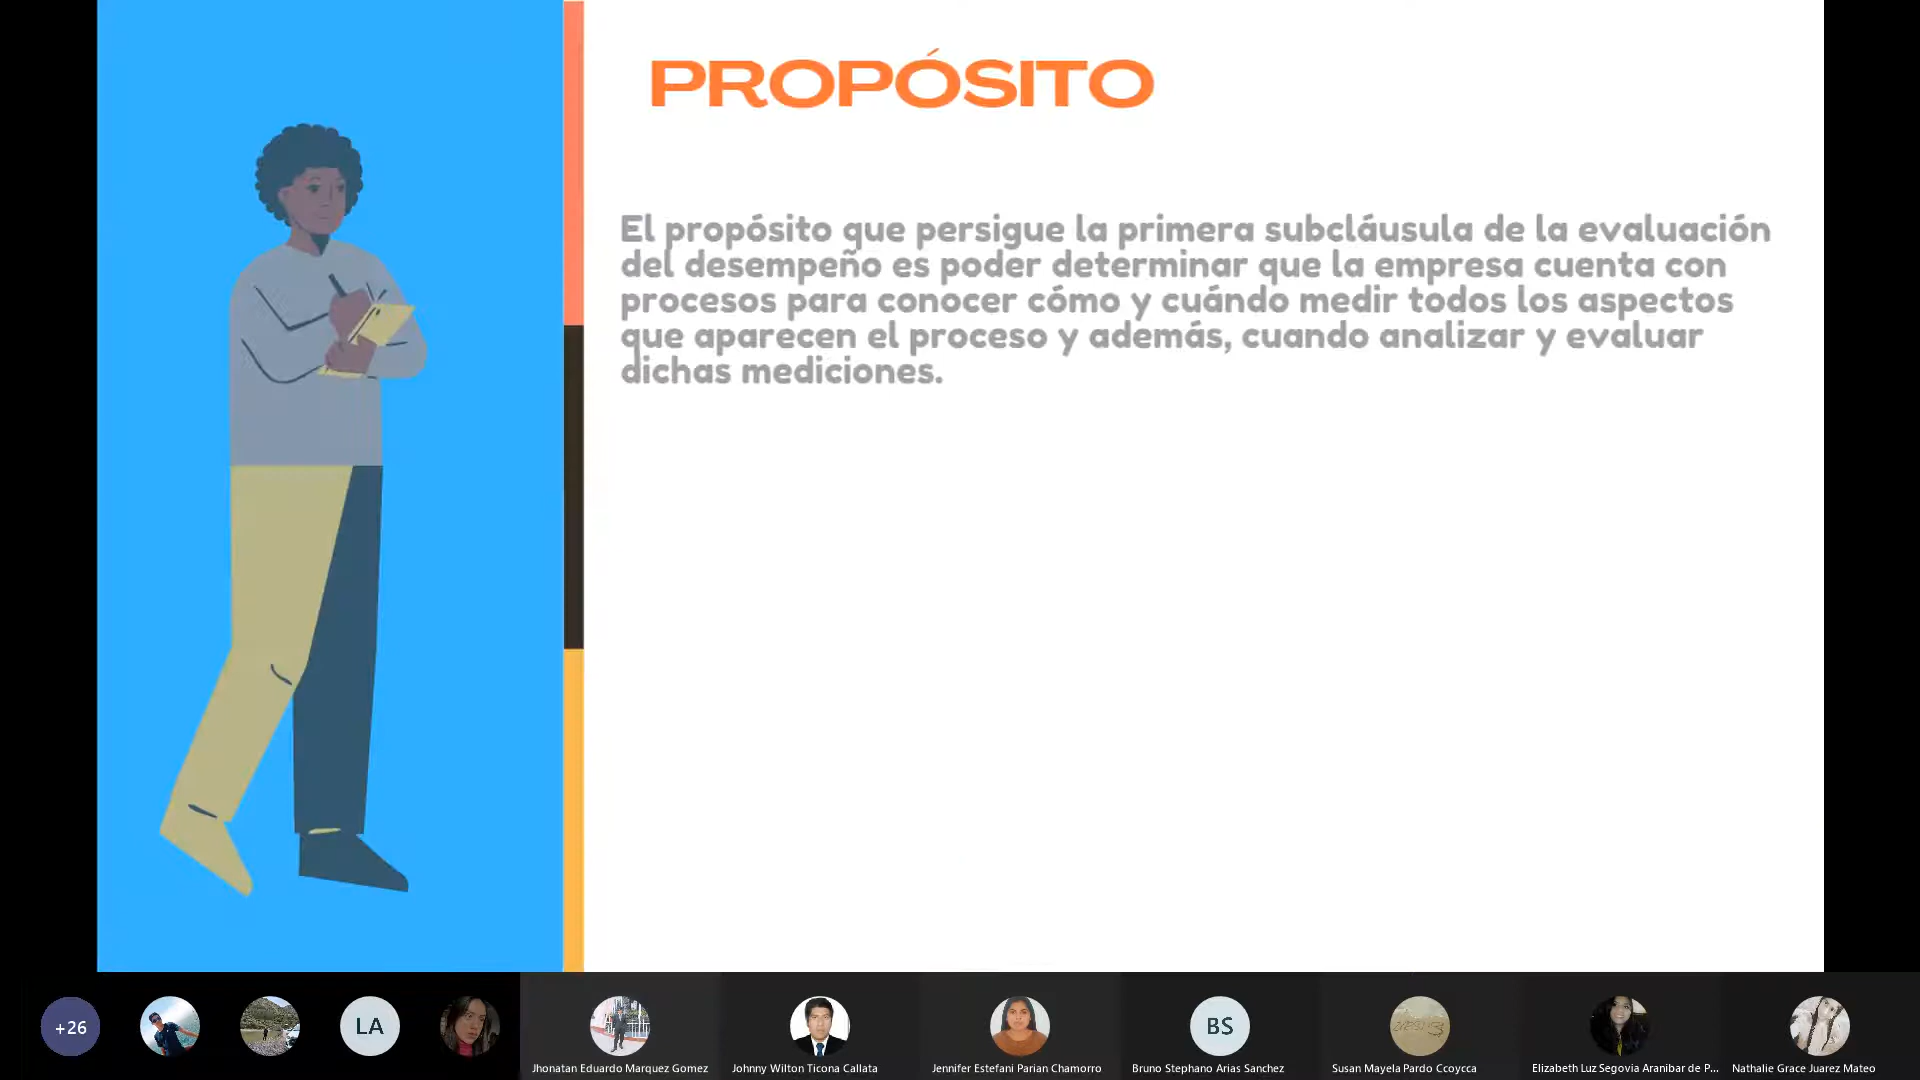 PROPÓSITO
El propósito que persigue la primera subcláusula de la evaluación
del desempeño es poder determinar que la empresa cuenta con
procesos para conocer cómo y cuándo medir todos los aspectos
que aparecen el proceso y además, cuando analizar y evaluar
dichas mediciones.
+26
LA
BS
Jhonatan Eduardo Marquez Gomez
Johnny Wilton Ticona Callata
Jennifer Estefani Parian Chamorro
Bruno Stephano Arias Sanchez
Susan Mayela Pardo Ccoycca
Elizabeth Luz Segovia Aranibar de P...
Nathalie Grace Juarez Mateo